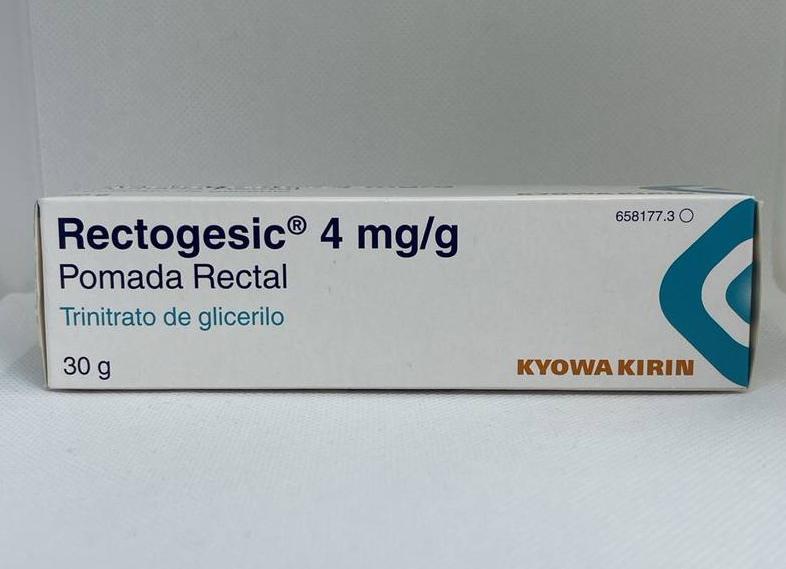 Rectogesic® 4 mg/g
658177.3
Pomada Rectal
Trinitrato de glicerilo
30 g
KYOWA KIRIN